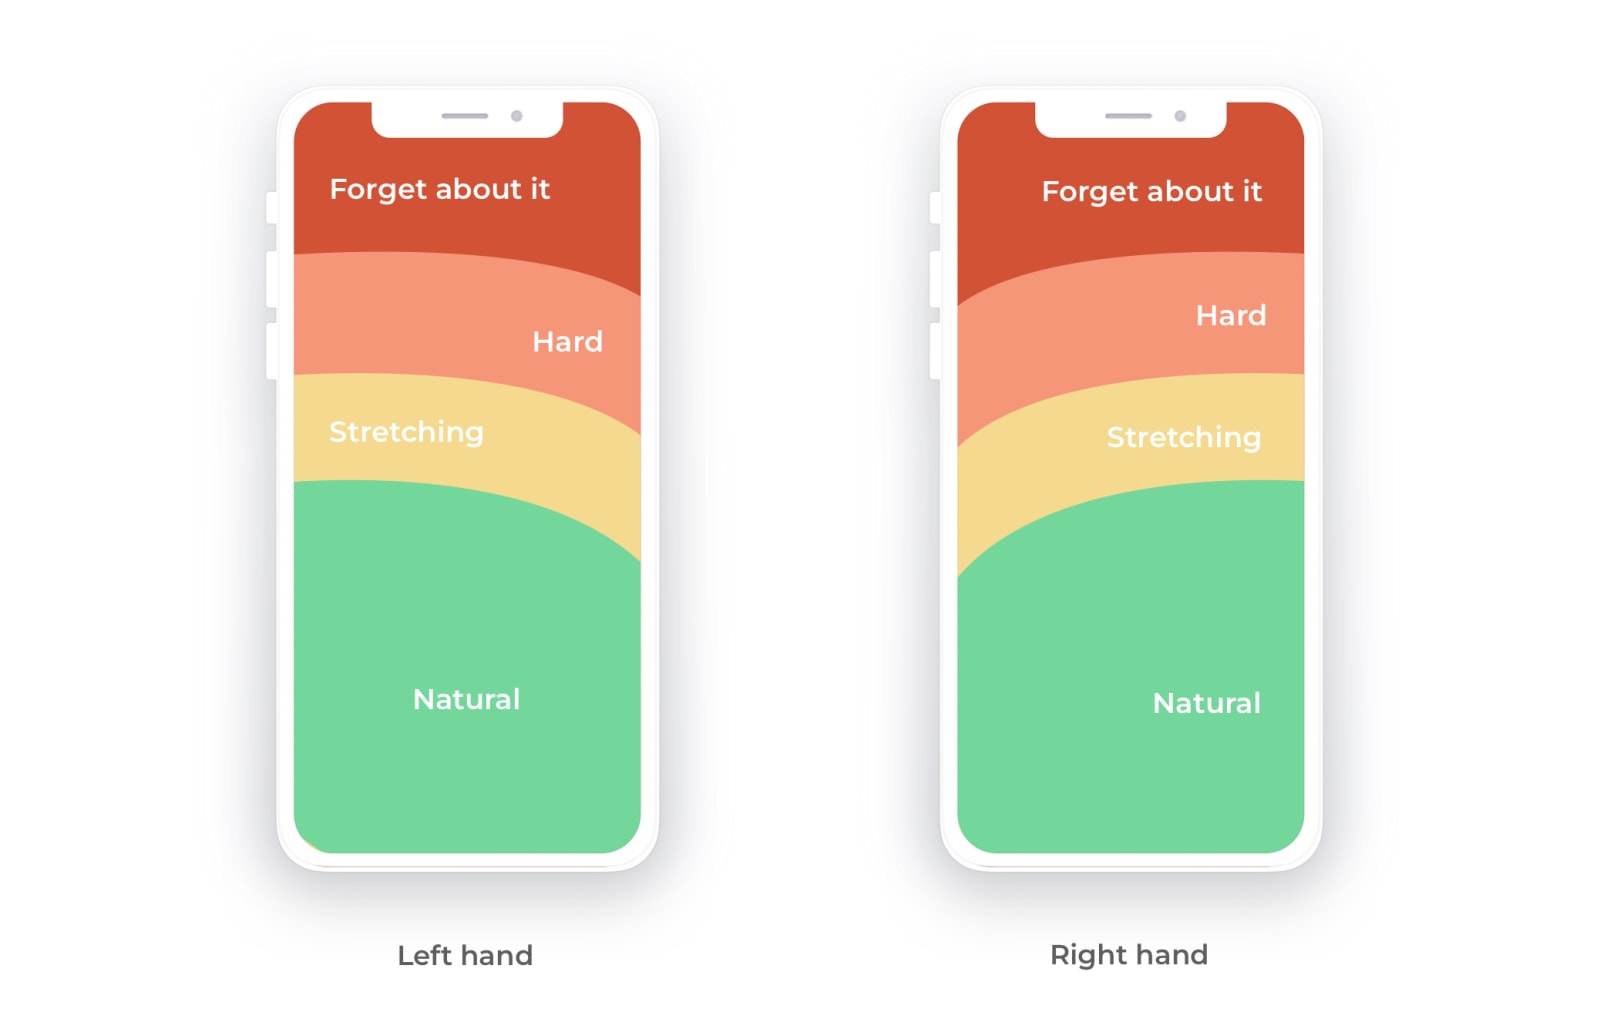 Forget about it
Hard
Stretching
Natural
Left hand
Forget about it
Hard
Stretching
Natural
Right hand